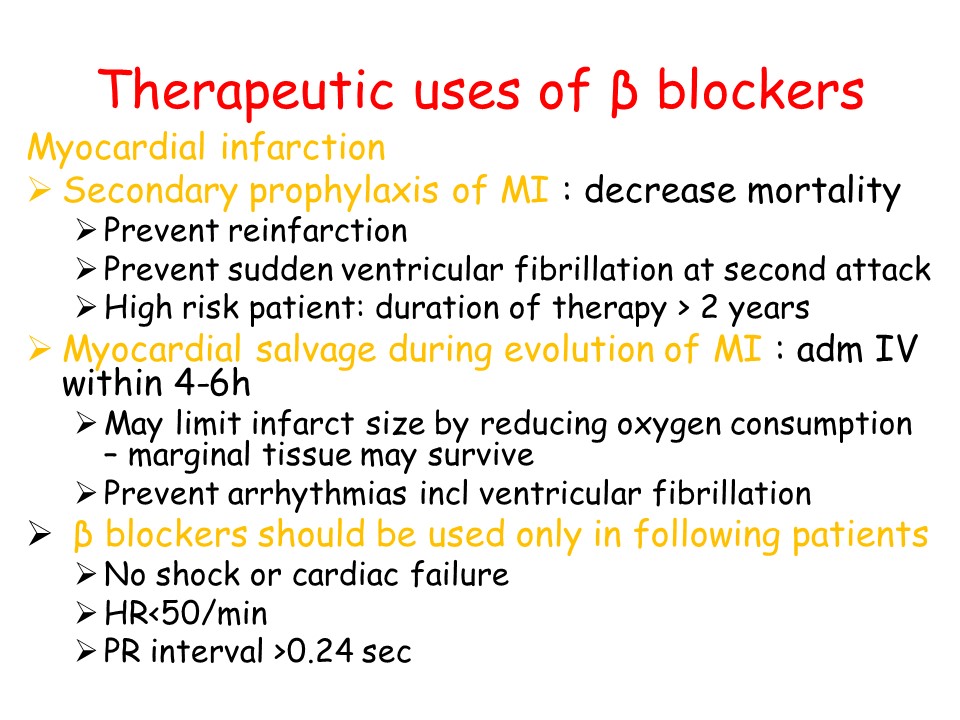 Therapeutic uses of β blockers
Myocardial infarction
➢ Secondary prophylaxis of MI : decrease mortality
➢ Prevent reinfarction
➢ Prevent sudden ventricular fibrillation at second attack
➢ High risk patient: duration of therapy > 2 years
➢ Myocardial salvage during evolution of MI : adm IV
within 4-6h
➢ May limit infarct size by reducing oxygen consumption
– marginal tissue may survive
➢ Prevent arrhythmias incl ventricular fibrillation
➢ β blockers should be used only in following patients
➢ No shock or cardiac failure
➢ HR<50/min
➢ PR interval >0.24 sec